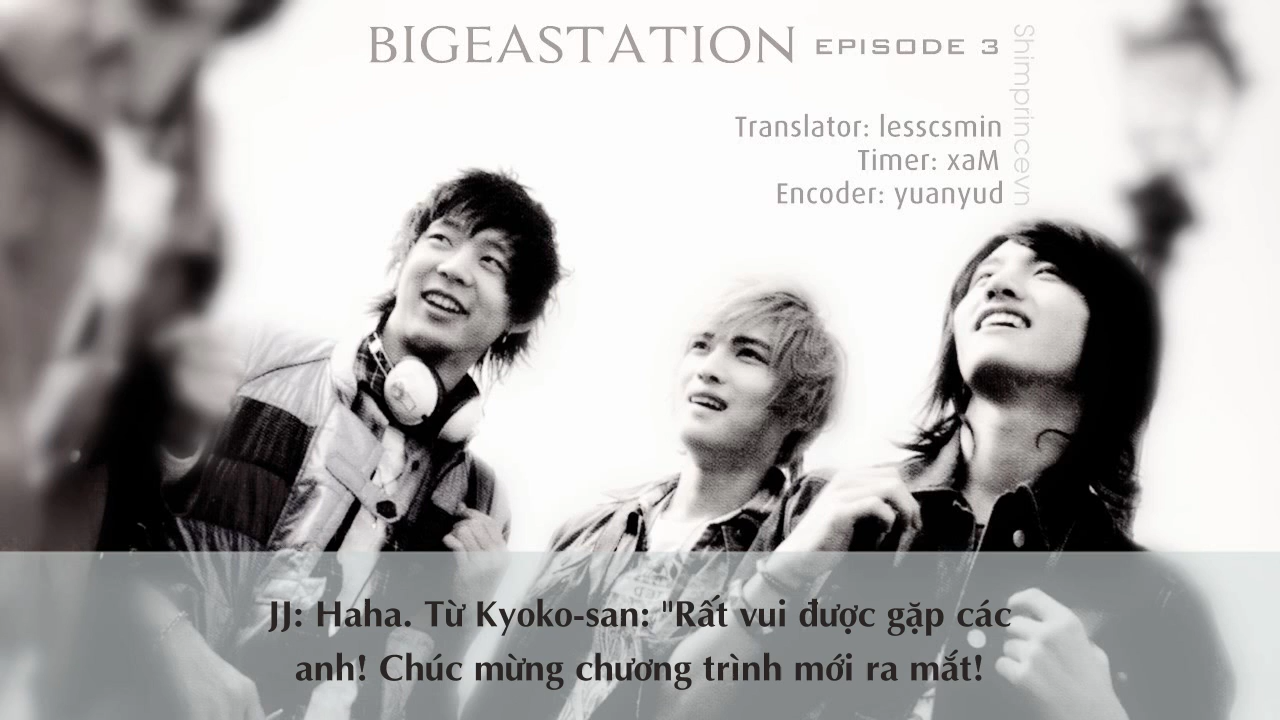 BIGEASTATION EPISODE 3
Shimprincevn
Translator: lesscsmin
Timer: xaM
Encoder: yuanyud
JJ: Haha. Từ Kyoko-san: "Rất vui được gặp các
anh! Chúc mừng chương trình mới ra mắt!